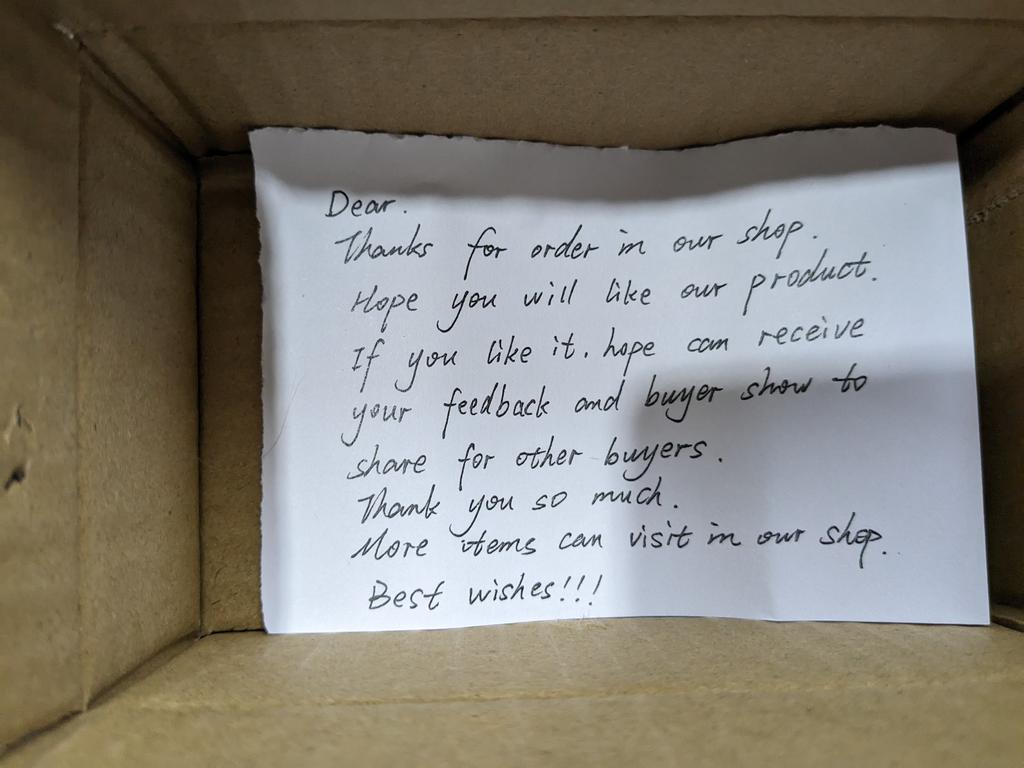 Dear.
Thanks for order in our shop.
Hope you will like our product.
If you like it. hope can receive
your feedback and buyer show to
share for other buyers.
Thank you so much.
More items can visit in our shop.
Best wishes!!!